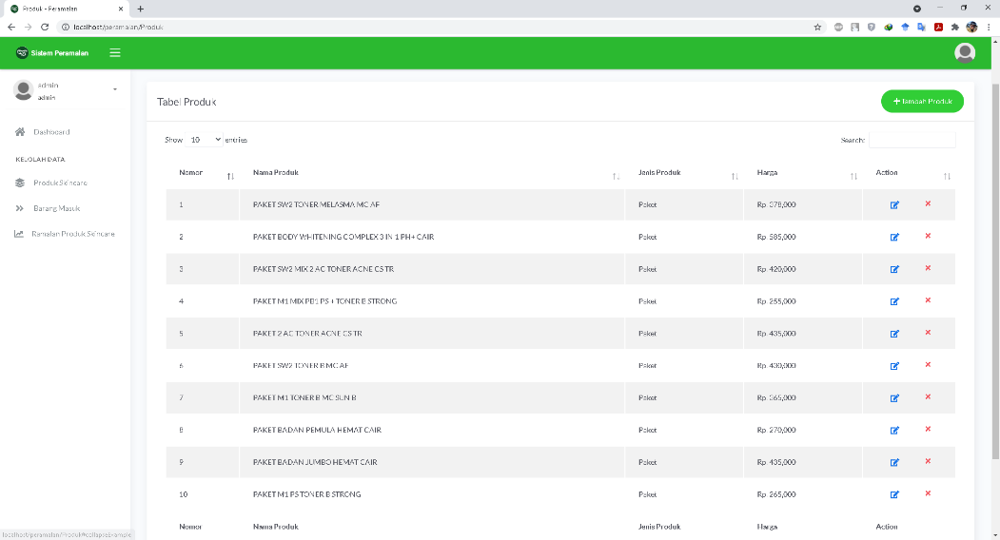 Produk - Peramalan
localhost/peramalan/Produk
Sistem Peramalan
admin
admin
Dashboard
KELOLAH DATA
Produk Skincare
Barang Masuk
Ramalan Produk Skincare
Tabel Produk
+ Tambah Produk
Show 10 entries
Search:
Nomor Nama Produk Jenis Produk Harga Action
1 PAKET SW2 TONER MELASMA MC AF Paket Rp. 378,000
2 PAKET BODY WHITENING COMPLEX 3 IN 1 PH+ CAIR Paket Rp. 585,000
3 PAKET SW2 MIX 2 AC TONER ACNE CS TR Paket Rp. 420,000
4 PAKET M1 MIX PB1 PS + TONER B STRONG Paket Rp. 255,000
5 PAKET 2 AC TONER ACNE CS TR Paket Rp. 435,000
6 PAKET SW2 TONER B MC AF Paket Rp. 430,000
7 PAKET M1 TONER B MC SUN B Paket Rp. 365,000
8 PAKET BADAN PEMULA HEMAT CAIR Paket Rp. 270,000
9 PAKET BADAN JUMBO HEMAT CAIR Paket Rp. 435,000
10 PAKET M1 PS TONER B STRONG Paket Rp. 265,000
Nomor Nama Produk Jenis Produk Harga Action
localhost/peramalan/Produk#collapseExample